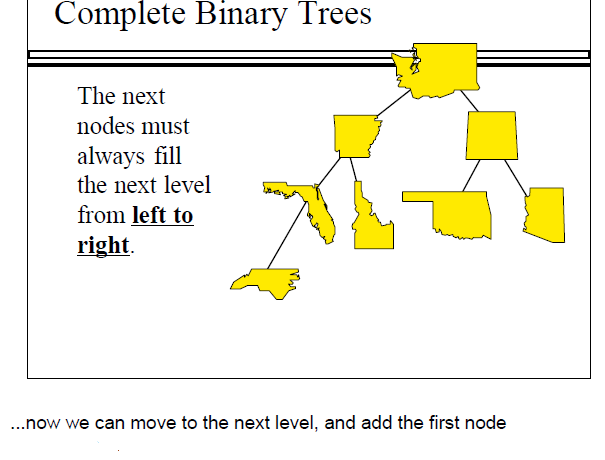 Complete Binary Trees
The next
nodes must
always fill
the next level
from left to
right.
...now we can move to the next level, and add the first node